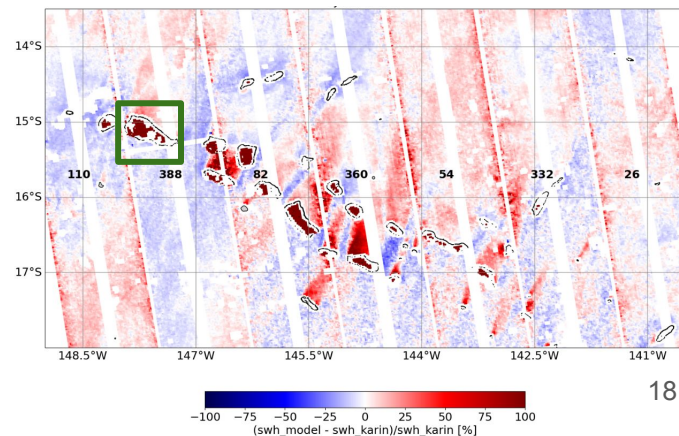 14°S
15°S
110 388 82 360 54 332 26
16°S
17°S
148.5°W 147°W 145.5°W 144°W 142.5°W 141°W
18
−100 −75 −50 −25 0 25 50 75 100
(swh_model - swh_karin)/swh_karin [%]